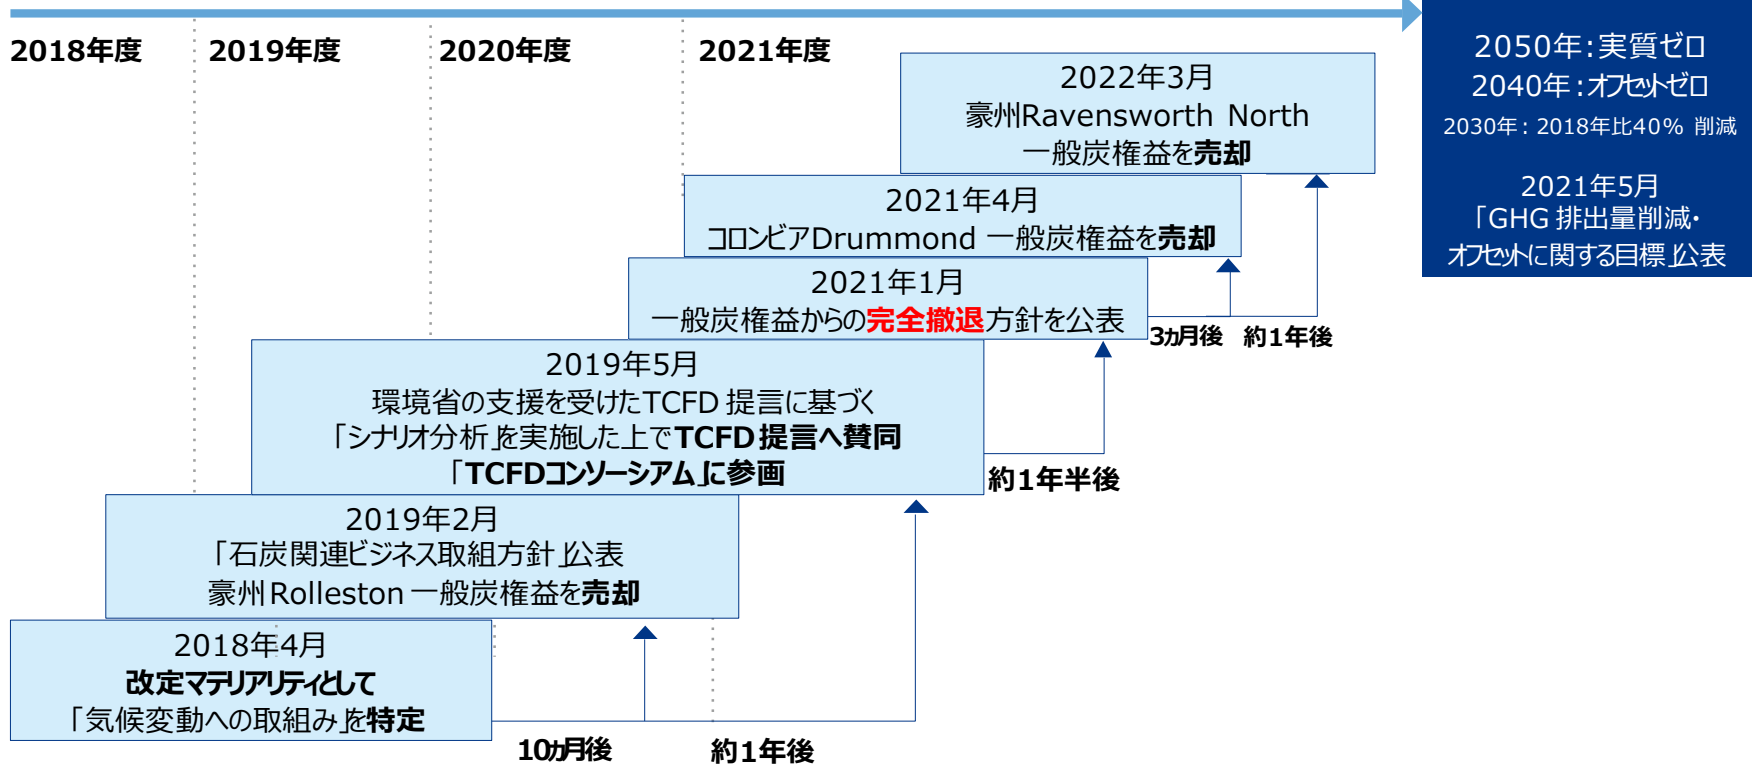 2018年度
2019年度
2020年度
2021年度
2022年3月
豪州Ravensworth North
一般炭権益を売却
2021年4月
コロンビアDrummond 一般炭権益を売却
2021年1月
一般炭権益からの完全撤退方針を公表
3カ月後
約1年後
2019年5月
環境省の支援を受けたTCFD 提言に基づく
「シナリオ分析」を実施した上でTCFD 提言へ賛同
「TCFDコンソーシアム」に参画
約1年半後
2019年2月
「石炭関連ビジネス取組方針」公表
豪州Rolleston 一般炭権益を売却
2018年4月
改定マテリアリティとして
「気候変動への取組み」を特定
10カ月後
約1年後
2050年:実質ゼロ
2040年:オフセットゼロ
2030年: 2018年比40% 削減
2021年5月
「GHG 排出量削減・
オフセットに関する目標」公表